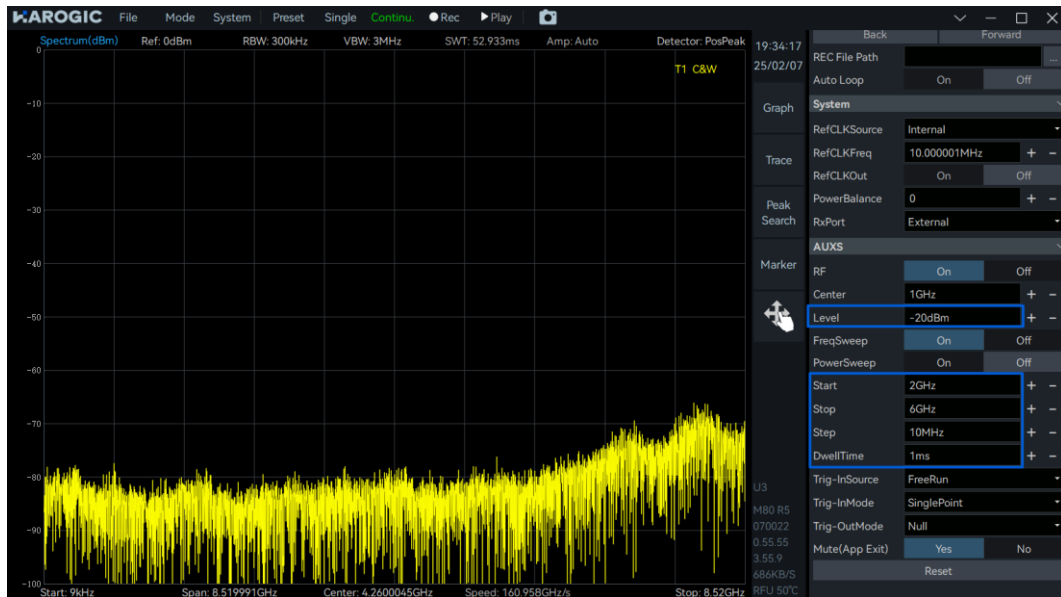 HAROGIC File Mode System Preset Single Continu. Rec Play
Spectrum(dBm) Ref: 0dBm RBW: 300kHz VBW: 3MHz SWT: 52.933ms Amp: Auto Detector: PosPeak
T1 C&W
0
-10
-20
-30
-40
-50
-60
-70
-80
-90
-100
Start: 9kHz Span: 8.519991GHz Center: 4.2600045GHz Speed: 160.958GHz/s Stop: 8.52GHz
19:34:17
25/02/07
Graph
Trace
Peak
Search
Marker
U3
M80 R5
070022
0.55.55
3.55.9
686KB/S
RFU 50°C
Back Forward
REC File Path ...
Auto Loop On Off
System
RefCLKSource Internal
RefCLKFreq 10.000001MHz + -
RefCLKOut On Off
PowerBalance 0 + -
RxPort External
AUXS
RF On Off
Center 1GHz + -
Level -20dBm + -
FreqSweep On Off
PowerSweep On Off
Start 2GHz + -
Stop 6GHz + -
Step 10MHz + -
DwellTime 1ms + -
Trig-InSource FreeRun
Trig-InMode SinglePoint
Trig-OutMode Null
Mute(App Exit) Yes No
Reset